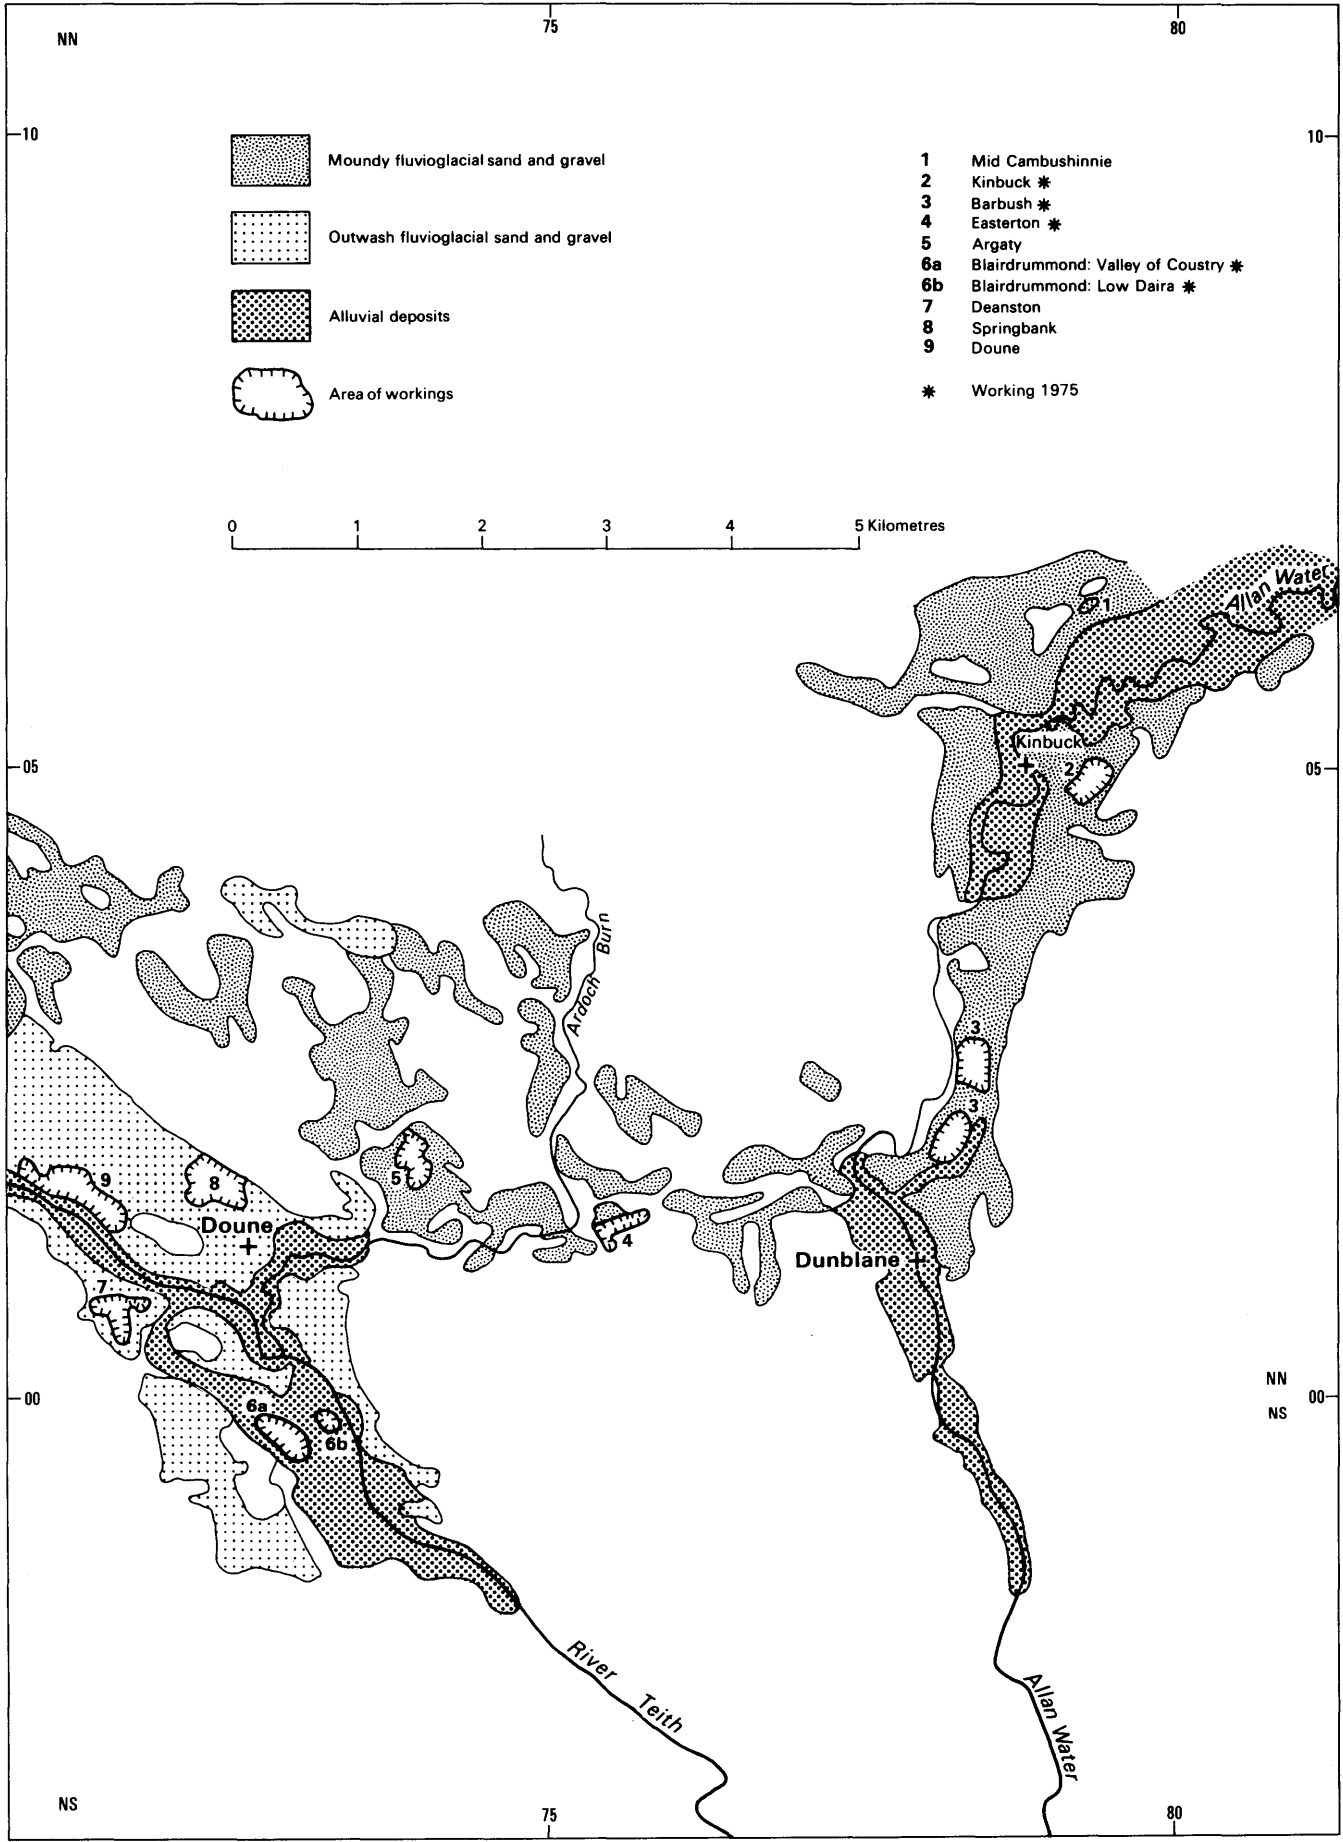 75
80
NN
10
10
Moundy fluvioglacial sand and gravel
Outwash fluvioglacial sand and gravel
Alluvial deposits
Area of workings
1 Mid Cambushinnie
2 Kinbuck *
3 Barbush *
4 Easterton *
5 Argaty
6a Blairdrummond: Valley of Coustry *
6b Blairdrummond: Low Daira *
7 Deanston
8 Springbank
9 Doune
* Working 1975
0 1 2 3 4 5 Kilometres
Allan Water
1
Kinbuck
2
05
05
Ardoch Burn
3
3
5
9
8
Doune
4
Dunblane
7
00
NN
00
NS
6a
6b
River Teith
Allan Water
NS
75
80